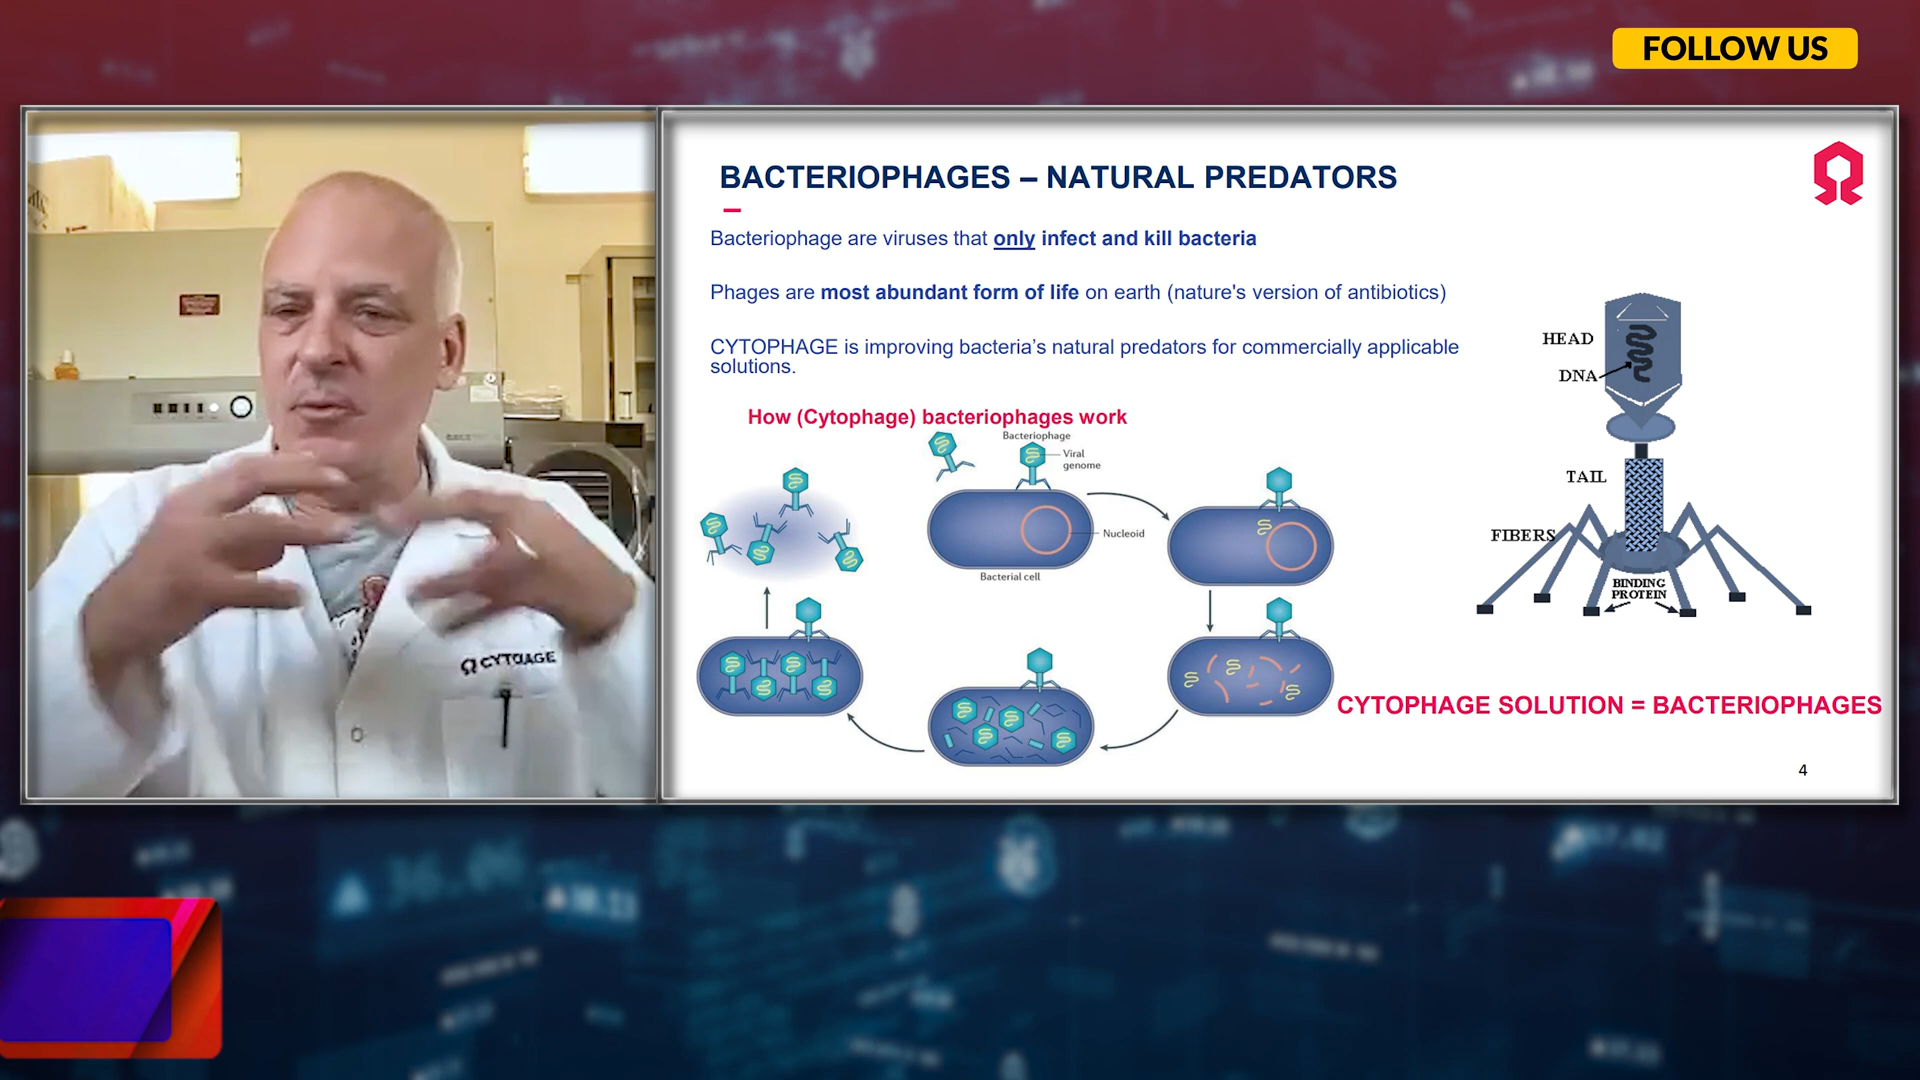 FOLLOW US
BACTERIOPHAGES – NATURAL PREDATORS
Bacteriophage are viruses that only infect and kill bacteria
Phages are most abundant form of life on earth (nature's version of antibiotics)
CYTOPHAGE is improving bacteria’s natural predators for commercially applicable
solutions.
How (Cytophage) bacteriophages work
Bacteriophage
Viral
genome
Nucleoid
Bacterial cell
HEAD
DNA
TAIL
FIBERS
BINDING
PROTEIN
CYTOPHAGE SOLUTION = BACTERIOPHAGES
4
36.06